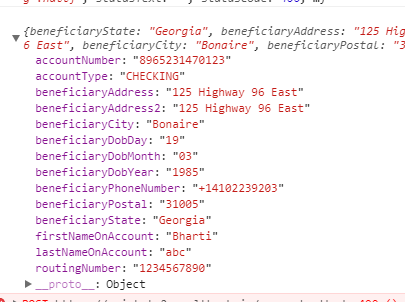 {beneficiaryState: "Georgia", beneficiaryAddress: "125 Hig
6 East", beneficiaryCity: "Bonaire", beneficiaryPostal: "3
accountNumber: "8965231470123"
accountType: "CHECKING"
beneficiaryAddress: "125 Highway 96 East"
beneficiaryAddress2: "125 Highway 96 East"
beneficiaryCity: "Bonaire"
beneficiaryDobDay: "19"
beneficiaryDobMonth: "03"
beneficiaryDobYear: "1985"
beneficiaryPhoneNumber: "+14102239203"
beneficiaryPostal: "31005"
beneficiaryState: "Georgia"
firstNameOnAccount: "Bharti"
lastNameOnAccount: "abc"
routingNumber: "1234567890"
__proto__: Object